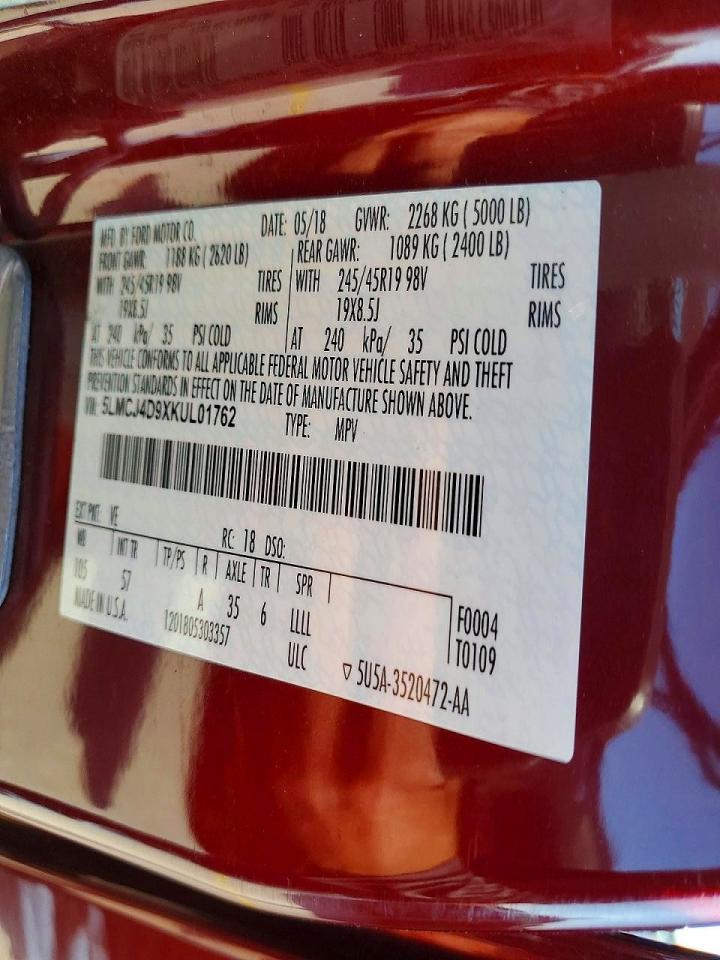 MFD. BY FORD MOTOR CO. DATE: 05/18 GVWR: 2268 KG ( 5000 LB)
FRONT GAWR: 1188 KG ( 2620 LB) REAR GAWR: 1089 KG ( 2400 LB)
WITH 245/45R19 98V TIRES WITH 245/45R19 98V TIRES
19X8.5J RIMS 19X8.5J RIMS
AT 240 kPa/ 35 PSI COLD AT 240 kPa/ 35 PSI COLD
THIS VEHICLE CONFORMS TO ALL APPLICABLE FEDERAL MOTOR VEHICLE SAFETY AND THEFT
PREVENTION STANDARDS IN EFFECT ON THE DATE OF MANUFACTURE SHOWN ABOVE.
VIN: 5LMCJ4D9XKUL01762 TYPE: MPV
EXT PNT: VE RC: 18 DSO:
WB INT TR TP/PS R AXLE TR SPR
105 57 A 35 6 LLLL F0004
MADE IN U.S.A. 1201805303357 ULC T0109
▽ 5U5A-3520472-AA